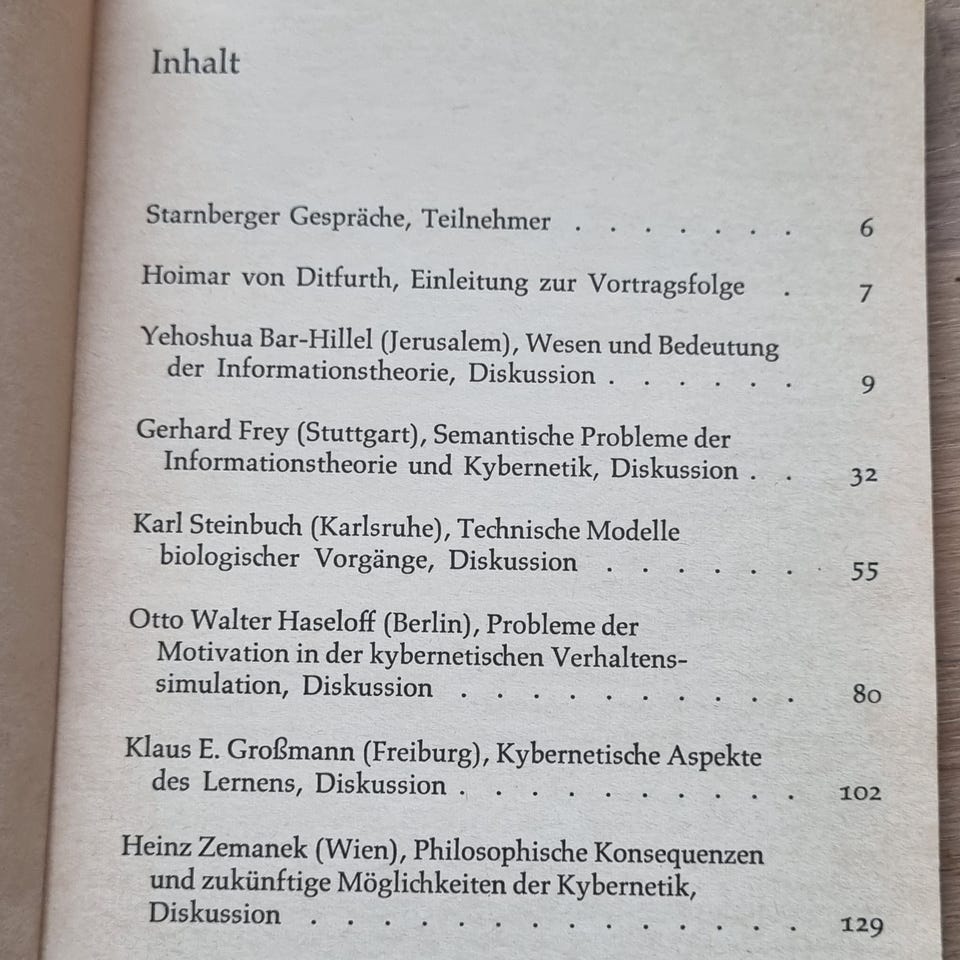 Inhalt
Starnberger Gespräche, Teilnehmer . . . . . . . 6
Hoimar von Ditfurth, Einleitung zur Vortragsfolge . 7
Yehoshua Bar-Hillel (Jerusalem), Wesen und Bedeutung
der Informationstheorie, Diskussion . . . . . . 9
Gerhard Frey (Stuttgart), Semantische Probleme der
Informationstheorie und Kybernetik, Diskussion . . 32
Karl Steinbuch (Karlsruhe), Technische Modelle
biologischer Vorgänge, Diskussion . . . . . . 55
Otto Walter Haseloff (Berlin), Probleme der
Motivation in der kybernetischen Verhaltens-
simulation, Diskussion . . . . . . . . . . 80
Klaus E. Großmann (Freiburg), Kybernetische Aspekte
des Lernens, Diskussion . . . . . . . . . . 102
Heinz Zemanek (Wien), Philosophische Konsequenzen
und zukünftige Möglichkeiten der Kybernetik,
Diskussion . . . . . . . . . . . . . . 129